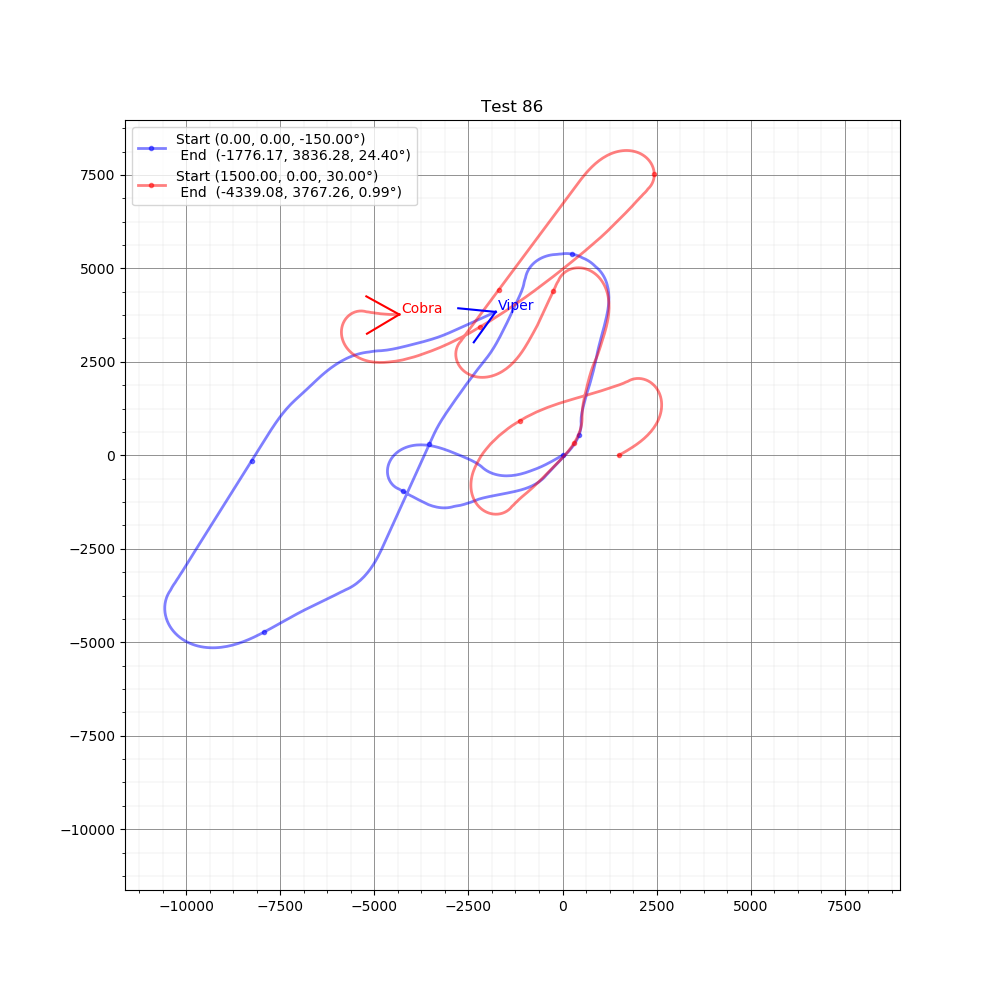 Test 86
Start (0.00, 0.00, -150.00°)
End (-1776.17, 3836.28, 24.40°)
Start (1500.00, 0.00, 30.00°)
End (-4339.08, 3767.26, 0.99°)
7500
5000
2500
0
−2500
−5000
−7500
−10000
Cobra
Viper
−10000 −7500 −5000 −2500 0 2500 5000 7500